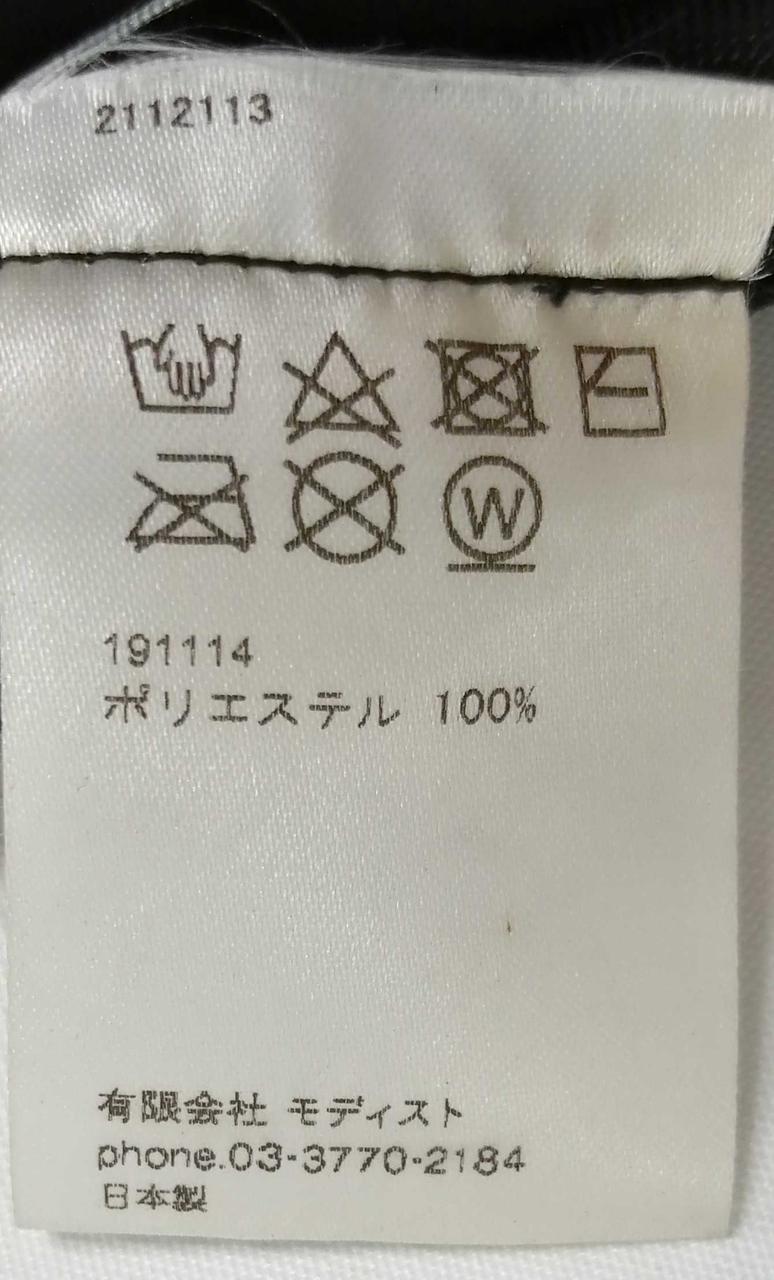 2112113
W
191114
ポリエステル 100%
有限会社 モディスト
phone.03-3770-2184
日本製